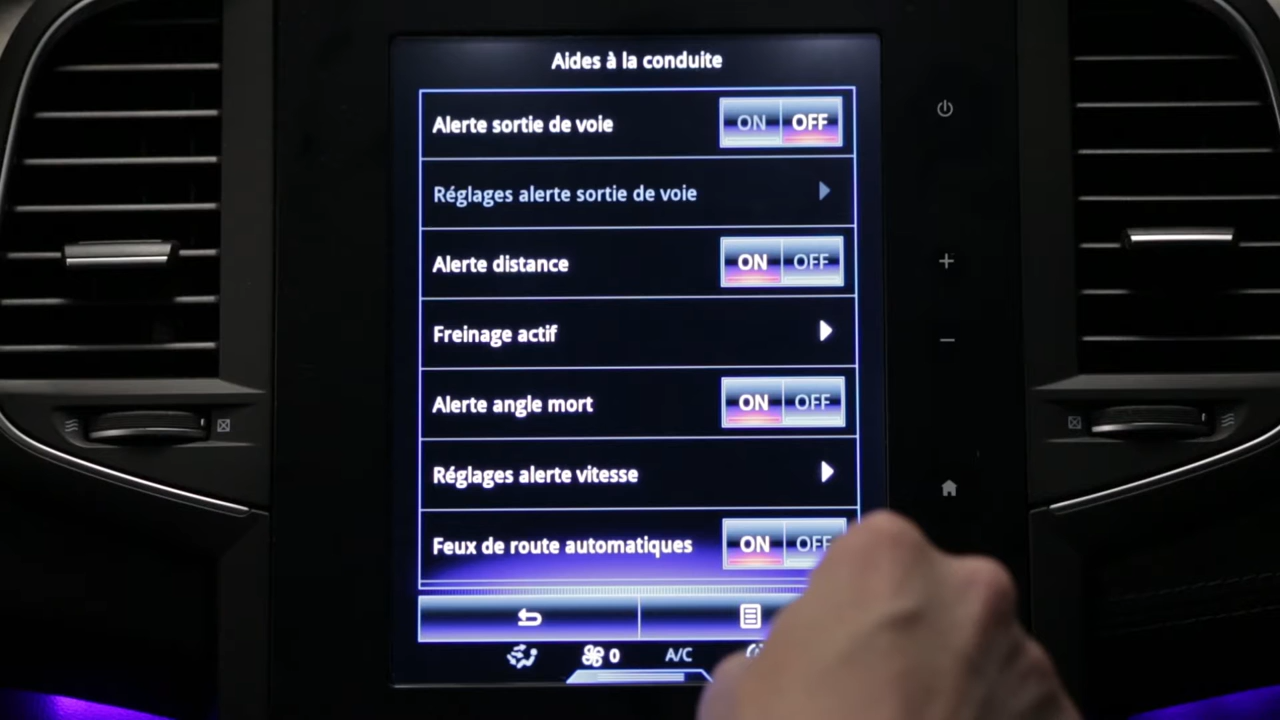 Aides à la conduite
Alerte sortie de voie ON OFF
Réglages alerte sortie de voie
Alerte distance ON OFF
Freinage actif
Alerte angle mort ON OFF
Réglages alerte vitesse
Feux de route automatiques ON OFF
0 A/C